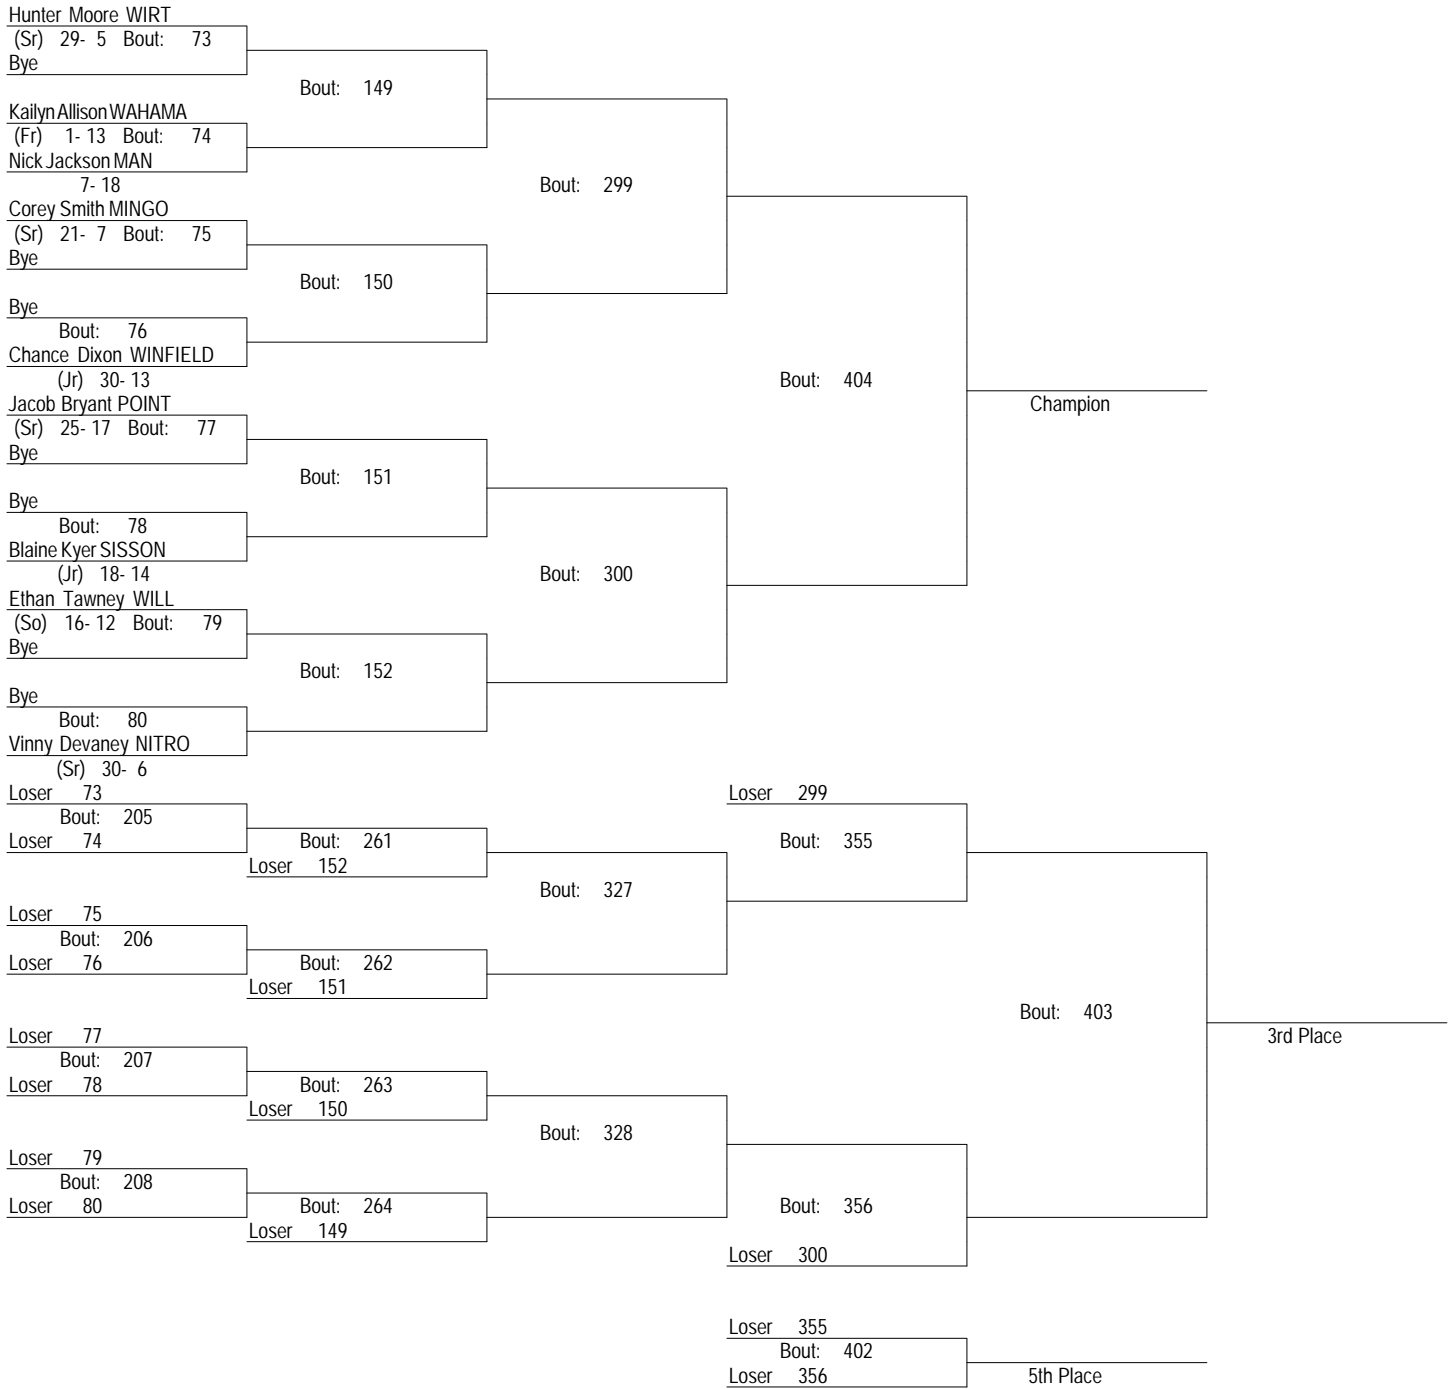 Hunter Moore WIRT
(Sr) 29- 5 Bout: 73
Bye
Bout: 149
Kailyn Allison WAHAMA
(Fr) 1- 13 Bout: 74
Nick Jackson MAN
7- 18
Bout: 299
Corey Smith MINGO
(Sr) 21- 7 Bout: 75
Bye
Bout: 150
Bye
Bout: 76
Chance Dixon WINFIELD
(Jr) 30- 13
Bout: 404
Champion
Jacob Bryant POINT
(Sr) 25- 17 Bout: 77
Bye
Bout: 151
Bye
Bout: 78
Blaine Kyer SISSON
(Jr) 18- 14
Bout: 300
Ethan Tawney WILL
(So) 16- 12 Bout: 79
Bye
Bout: 152
Bye
Bout: 80
Vinny Devaney NITRO
(Sr) 30- 6
Loser 73
Loser 299
Bout: 205
Loser 74
Bout: 261
Bout: 355
Loser 152
Bout: 327
Loser 75
Bout: 206
Loser 76
Bout: 262
Loser 151
Bout: 403
Loser 77
3rd Place
Bout: 207
Loser 78
Bout: 263
Loser 150
Bout: 328
Loser 79
Bout: 208
Loser 80
Bout: 264
Bout: 356
Loser 149
Loser 300
Loser 355
Bout: 402
Loser 356
5th Place